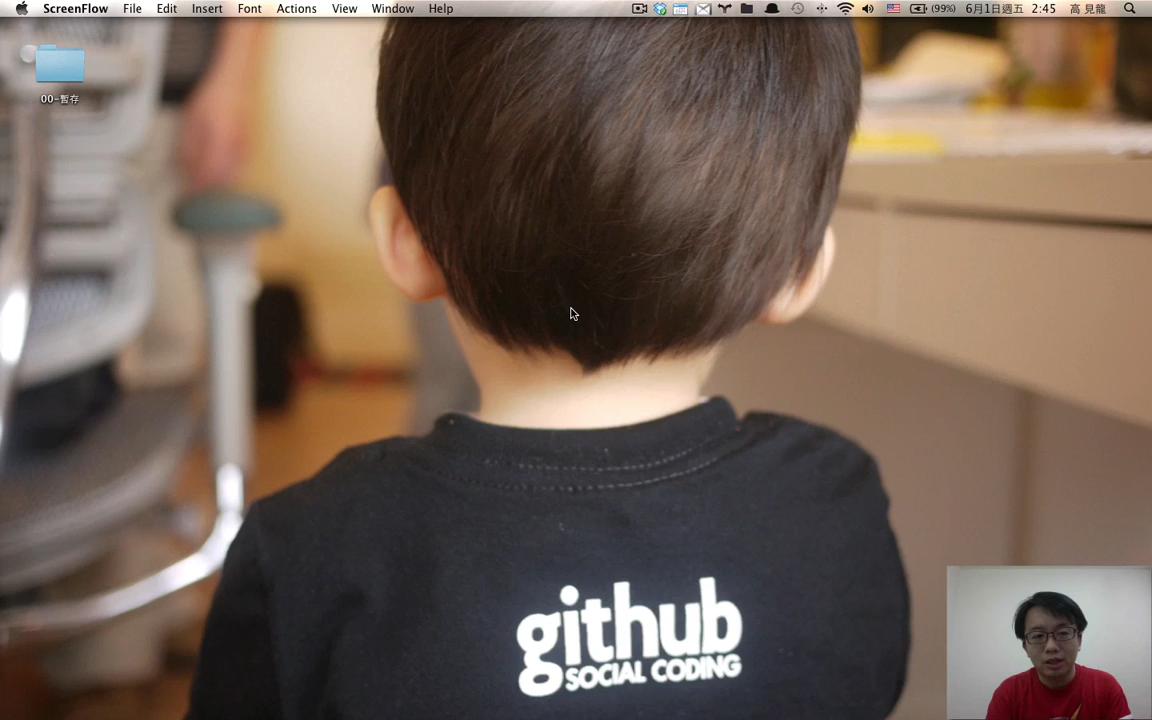 ScreenFlow File Edit Insert Font Actions View Window Help (99%) 6月1日週五 2:45 高見龍
00-暫存
github
SOCIAL CODING